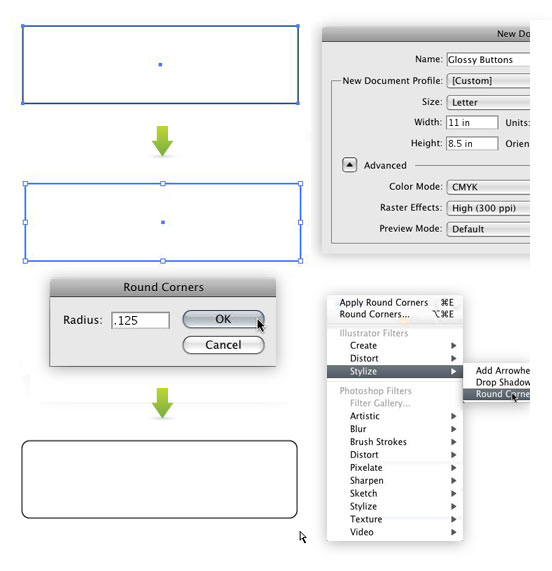 New Do
Name: Glossy Buttons
New Document Profile: [Custom]
Size: Letter
Width: 11 in Units:
Height: 8.5 in Orien
Advanced
Color Mode: CMYK
Raster Effects: High (300 ppi)
Preview Mode: Default
Round Corners
Radius: .125 OK
Cancel
Apply Round Corners ⌘E
Round Corners... ⌥⌘E
Illustrator Filters
Create
Distort
Stylize
Add Arrowhe
Drop Shadow
Round Corne
Photoshop Filters
Filter Gallery...
Artistic
Blur
Brush Strokes
Distort
Pixelate
Sharpen
Sketch
Stylize
Texture
Video